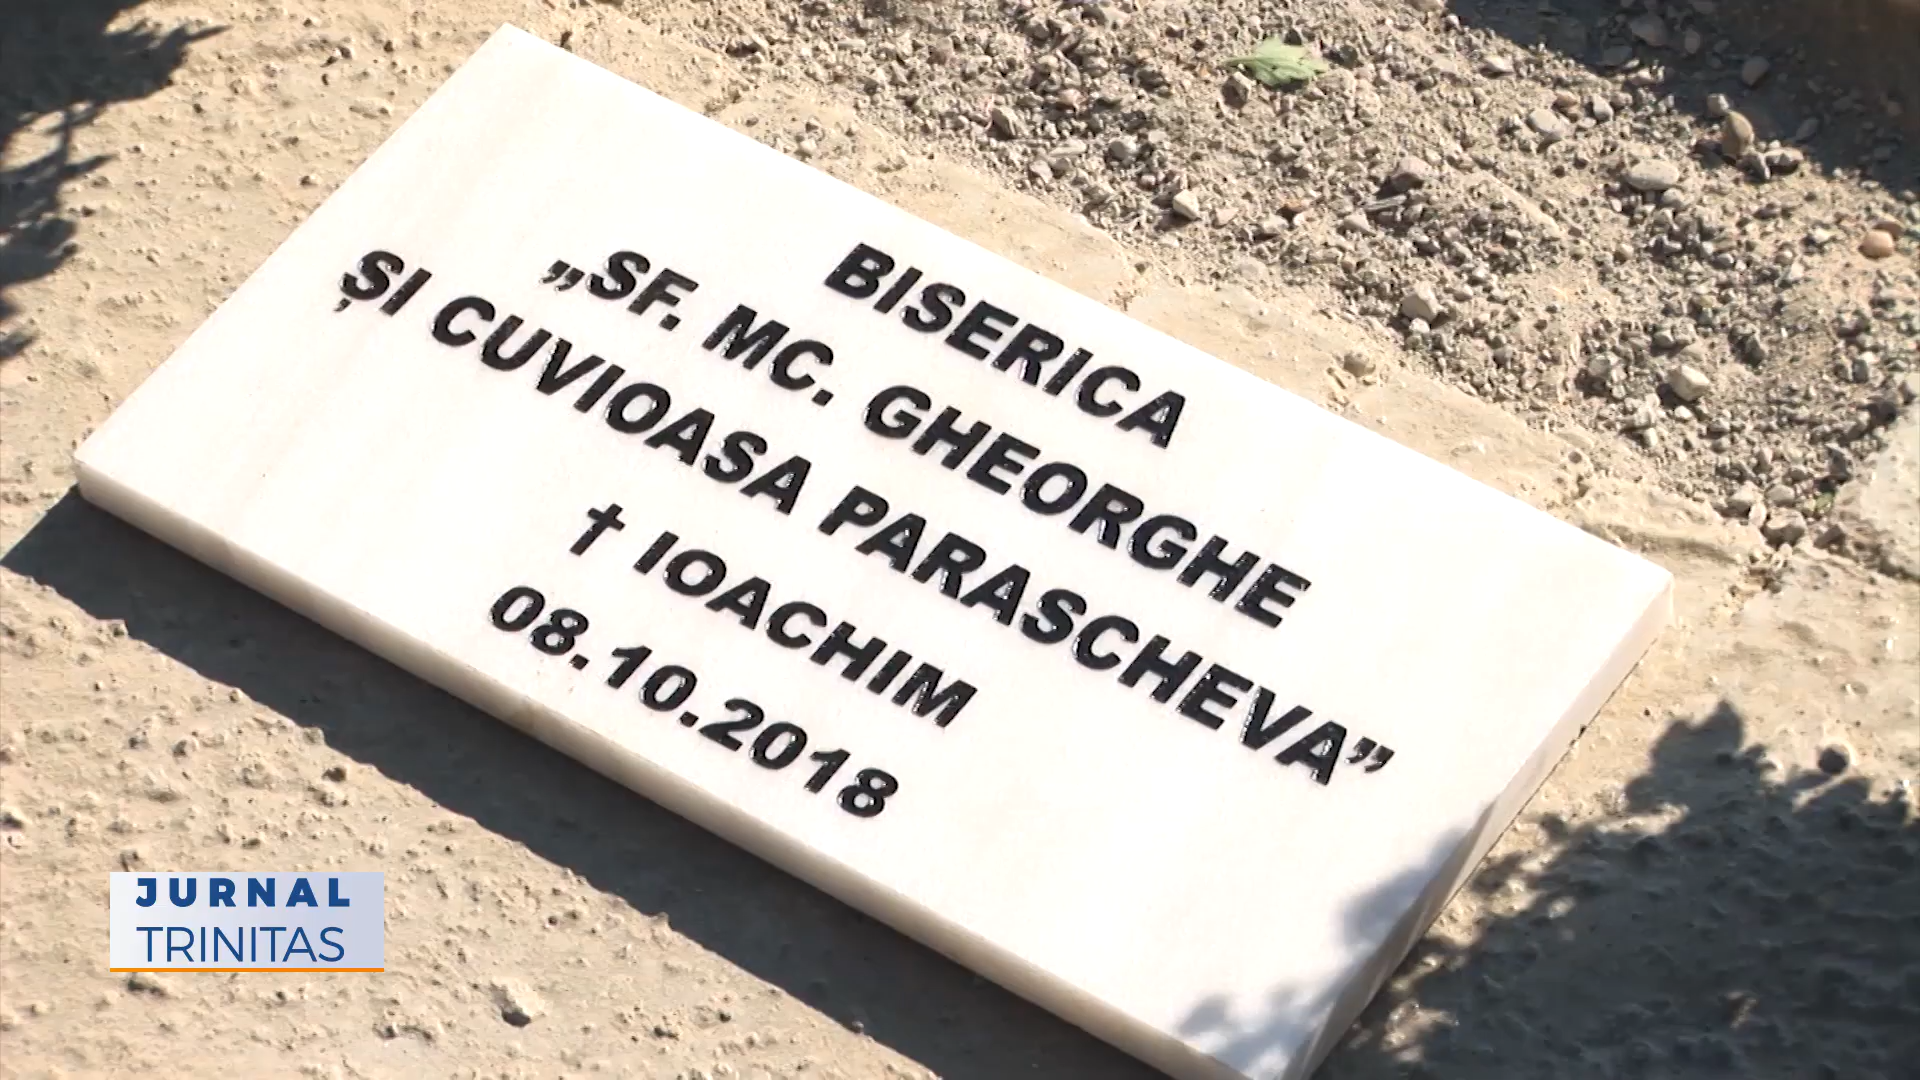 BISERICA
„SF. MC. GHEORGHE
ȘI CUVIOASA PARASCHEVA”
† IOACHIM
08.10.2018
JURNAL
TRINITAS